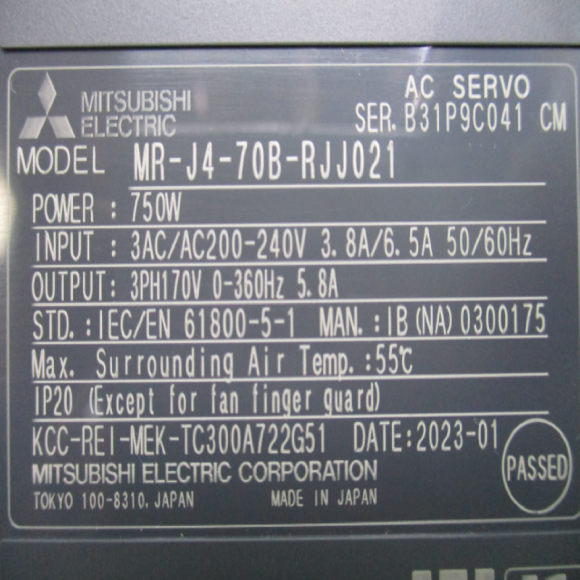 MITSUBISHI
ELECTRIC
AC SERVO
SER. B31P9C041 CM
MODEL MR-J4-70B-RJJ021
POWER : 750W
INPUT : 3AC/AC200-240V 3.8A/6.5A 50/60Hz
OUTPUT: 3PH170V 0-360Hz 5.8A
STD. : IEC/EN 61800-5-1 MAN. : IB(NA)0300175
Max. Surrounding Air Temp. : 55℃
IP20 (Except for fan finger guard)
KCC-REI-MEK-TC300A722G51 DATE: 2023-01
MITSUBISHI ELECTRIC CORPORATION
TOKYO 100-8310, JAPAN MADE IN JAPAN
PASSED